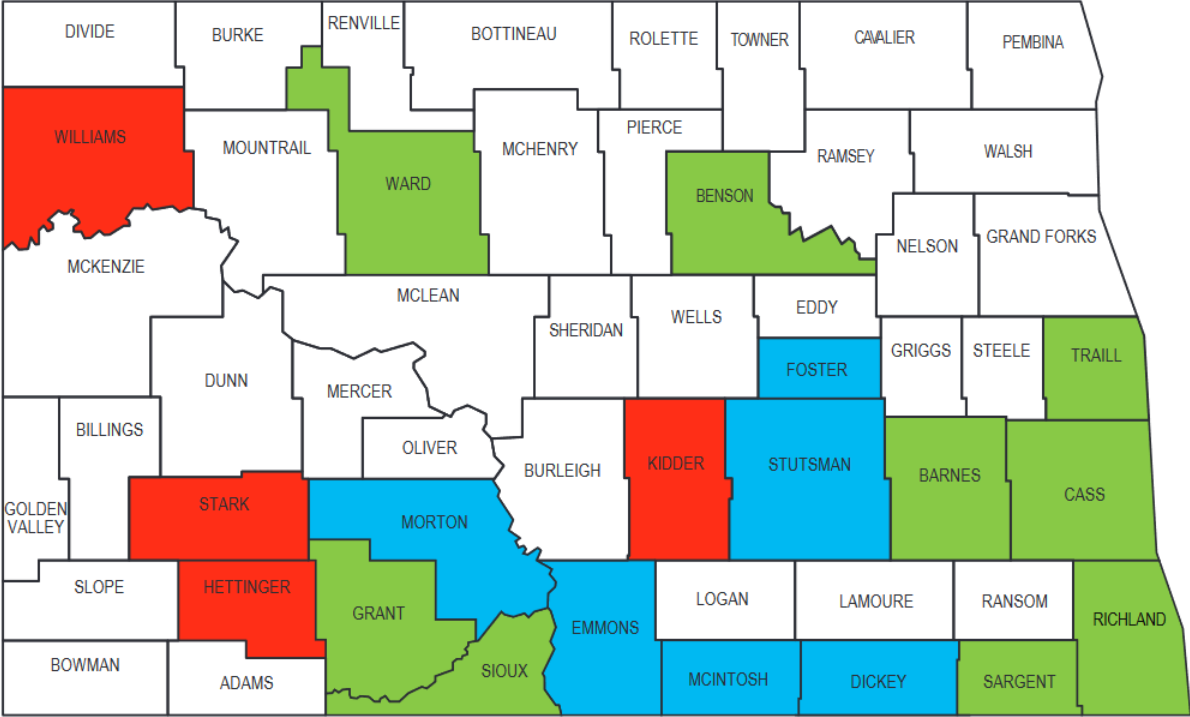 DIVIDE
BURKE
RENVILLE
BOTTINEAU
ROLETTE
TOWNER
CAVALIER
PEMBINA
WILLIAMS
MOUNTRAIL
WARD
MCHENRY
PIERCE
BENSON
RAMSEY
WALSH
MCKENZIE
NELSON
GRAND FORKS
MCLEAN
SHERIDAN
WELLS
EDDY
DUNN
MERCER
FOSTER
GRIGGS
STEELE
TRAILL
BILLINGS
OLIVER
BURLEIGH
KIDDER
STUTSMAN
BARNES
CASS
GOLDEN
VALLEY
STARK
MORTON
SLOPE
HETTINGER
GRANT
EMMONS
LOGAN
LAMOURE
RANSOM
RICHLAND
BOWMAN
ADAMS
SIOUX
MCINTOSH
DICKEY
SARGENT